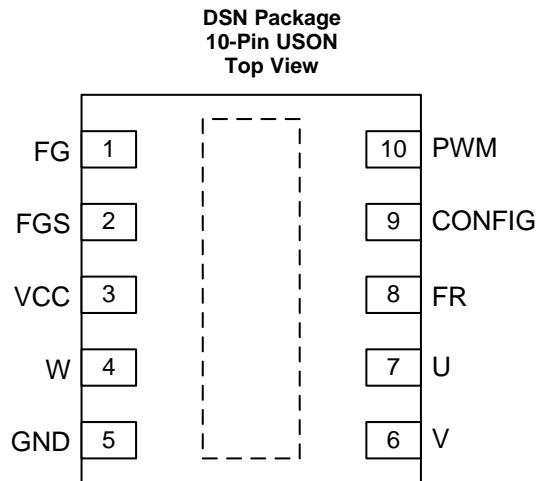 DSN Package
10-Pin USON
Top View
FG 1 10 PWM
FGS 2 9 CONFIG
VCC 3 8 FR
W 4 7 U
GND 5 6 V